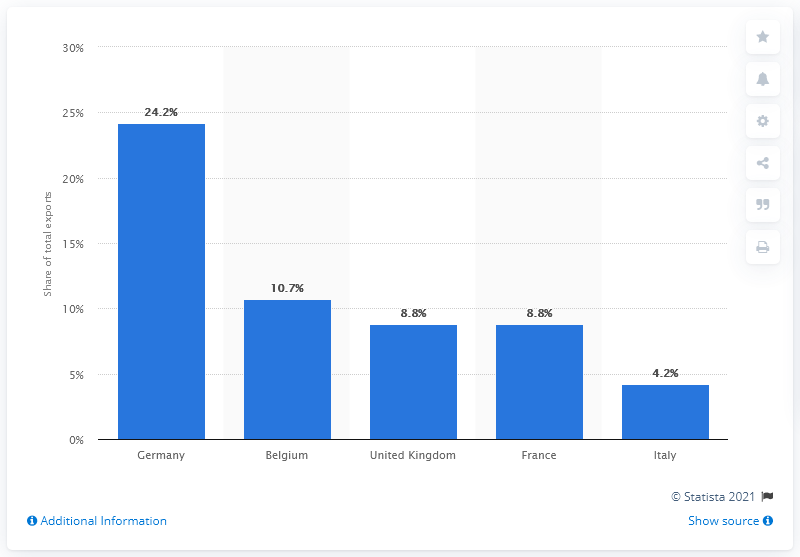 30%
25%
20%
15%
10%
5%
0%
Share of total exports
24.2%
10.7%
8.8%
8.8%
4.2%
Germany
Belgium
United Kingdom
France
Italy
© Statista 2021
Additional Information
Show source